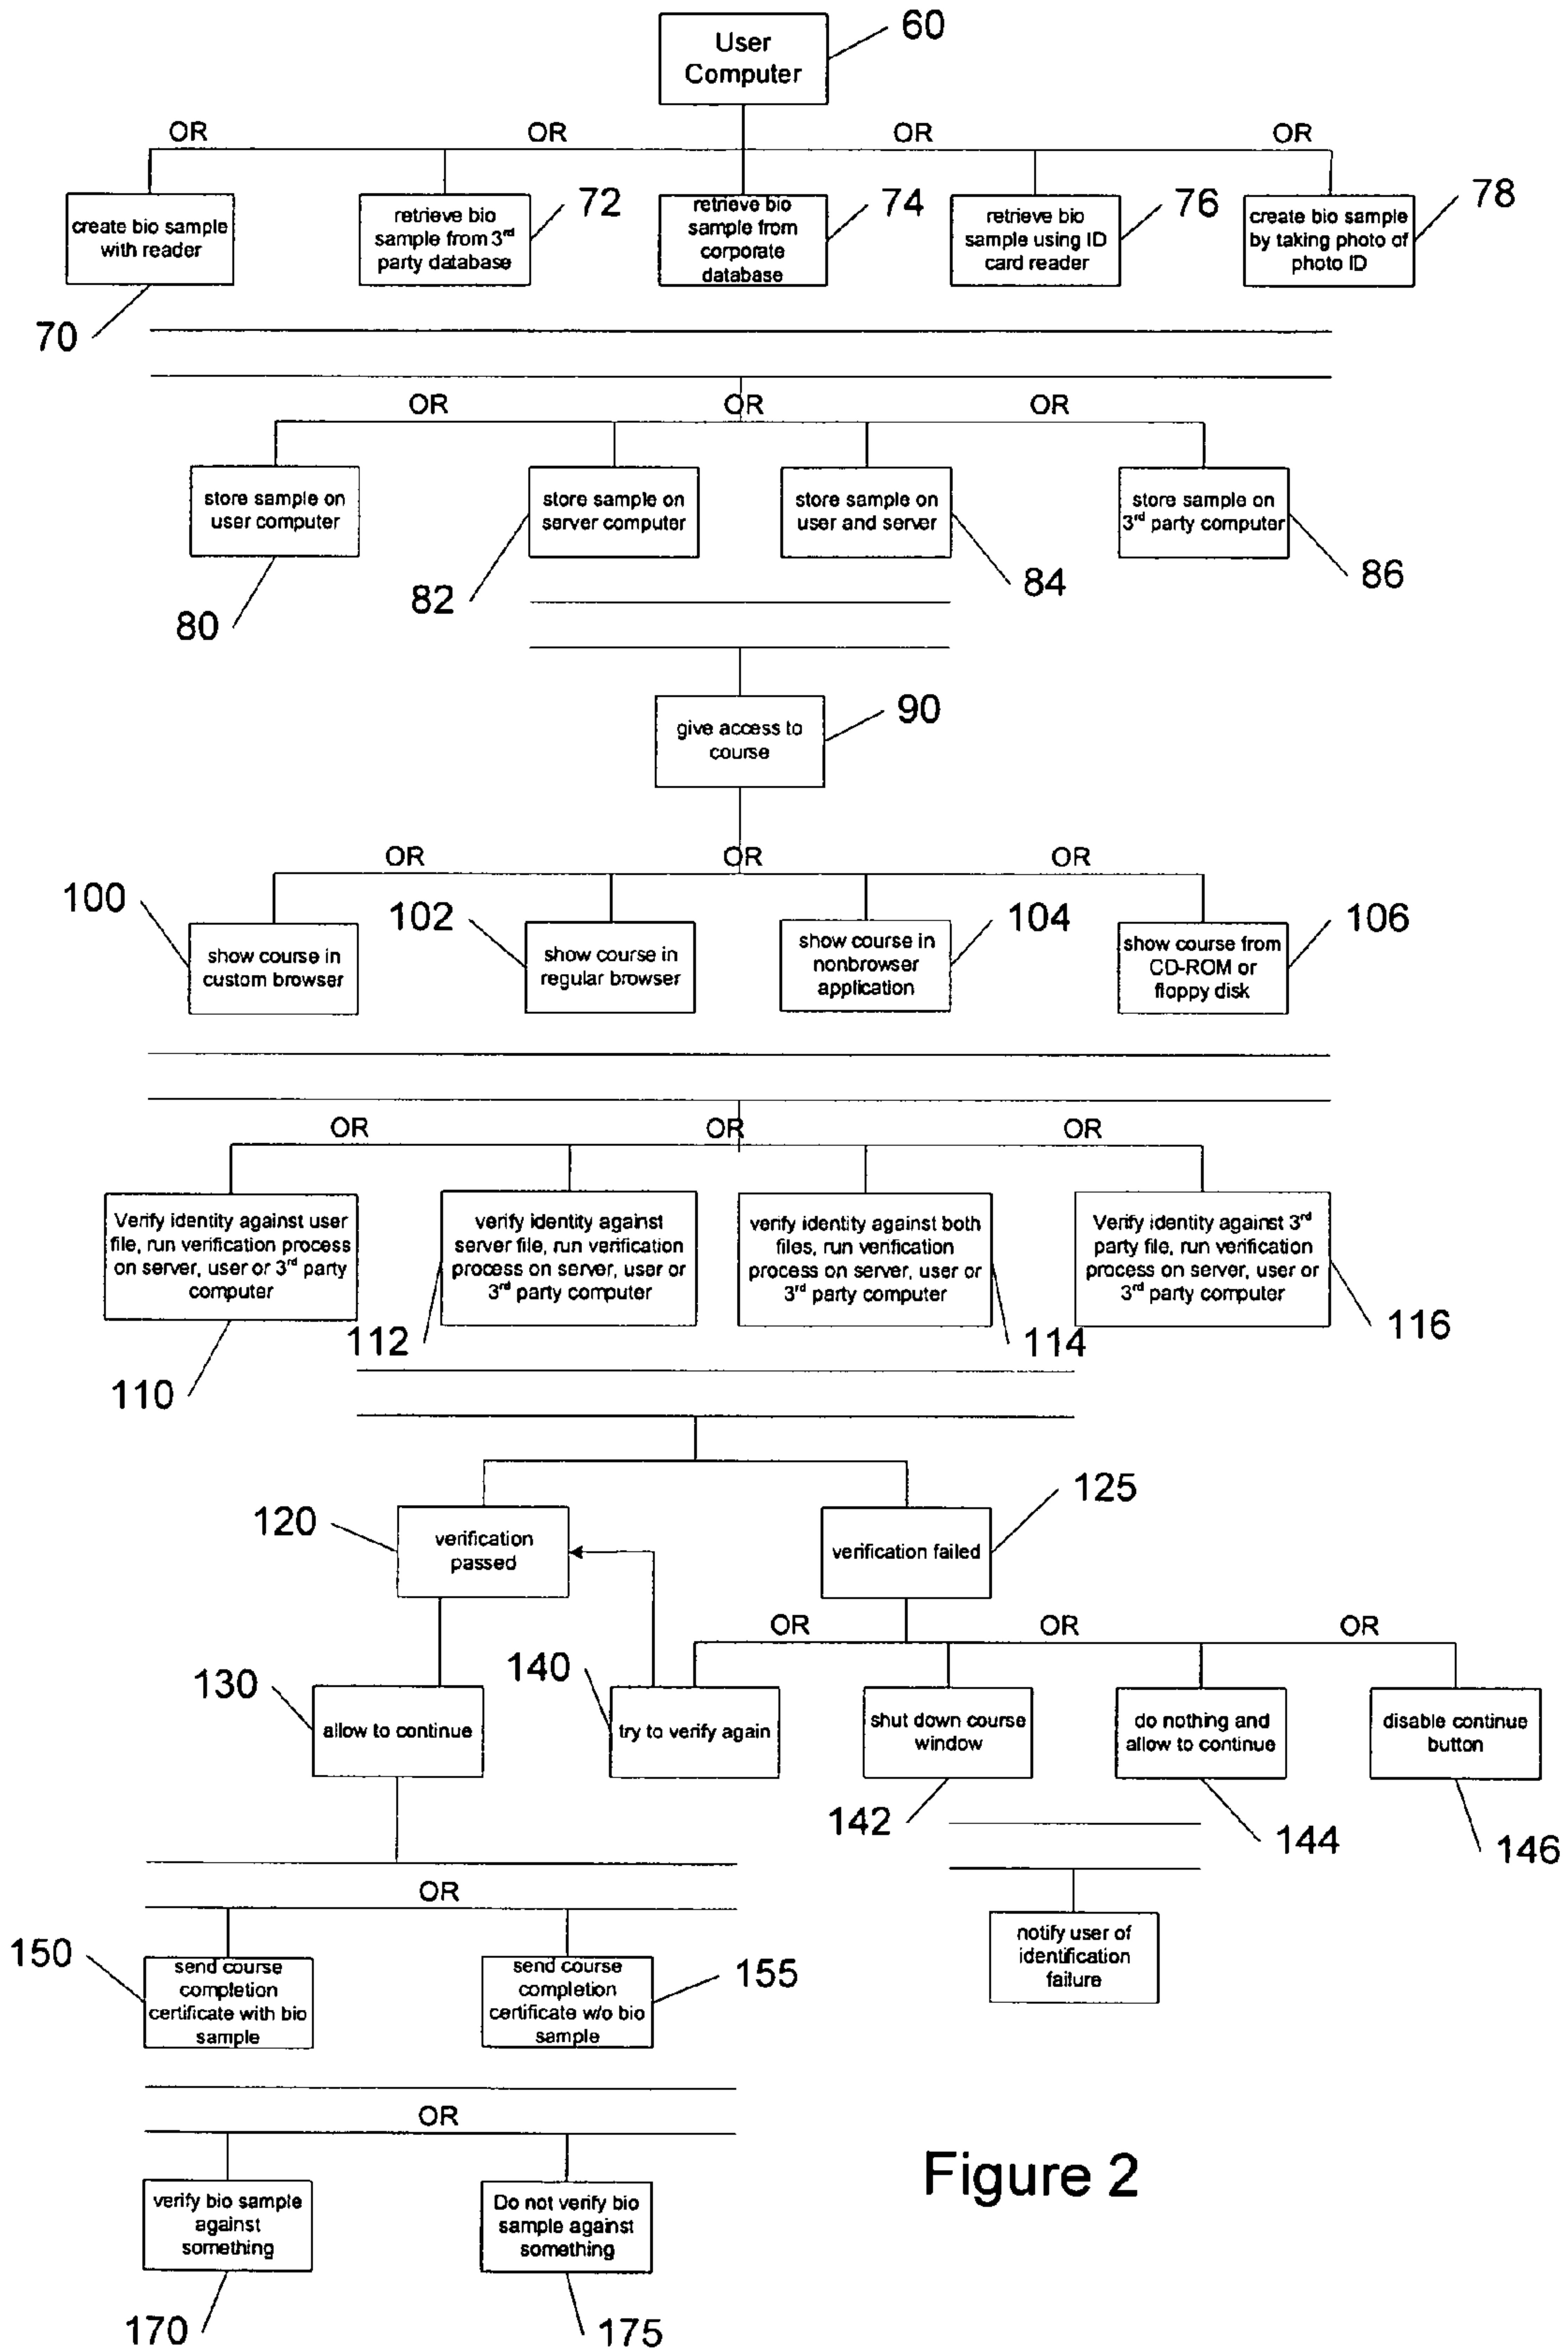 60
User
Computer
OR
OR
OR
OR
create bio sample
with reader
retrieve bio
sample from 3rd
party database
retrieve bio
sample from
corporate
database
retrieve bio
sample using ID
card reader
create bio sample
by taking photo of
photo ID
72
74
76
78
70
OR
OR
OR
store sample on
user computer
store sample on
server computer
store sample on
user and server
store sample on
3rd party computer
80
82
84
86
give access to
course
90
OR
OR
OR
100
102
104
106
show course in
custom browser
show course in
regular browser
show course in
nonbrowser
application
show course from
CD-ROM or
floppy disk
OR
OR
OR
Verify identity against user
file, run verification process
on server, user or 3rd party
computer
verify identity against
server file, run verification
process on server, user or
3rd party computer
verify identity against both
files, run verification
process on server, user or
3rd party computer
Verify identity against 3rd
party file, run verification
process on server, user or
3rd party computer
110
112
114
116
120
verification
passed
verification failed
125
OR
OR
OR
130
allow to continue
140
try to verify again
shut down course
window
do nothing and
allow to continue
disable continue
button
142
144
146
OR
notify user of
identification
failure
150
send course
completion
certificate with bio
sample
send course
completion
certificate w/o bio
sample
155
OR
verify bio sample
against
something
Do not verify bio
sample against
something
170
175
Figure 2